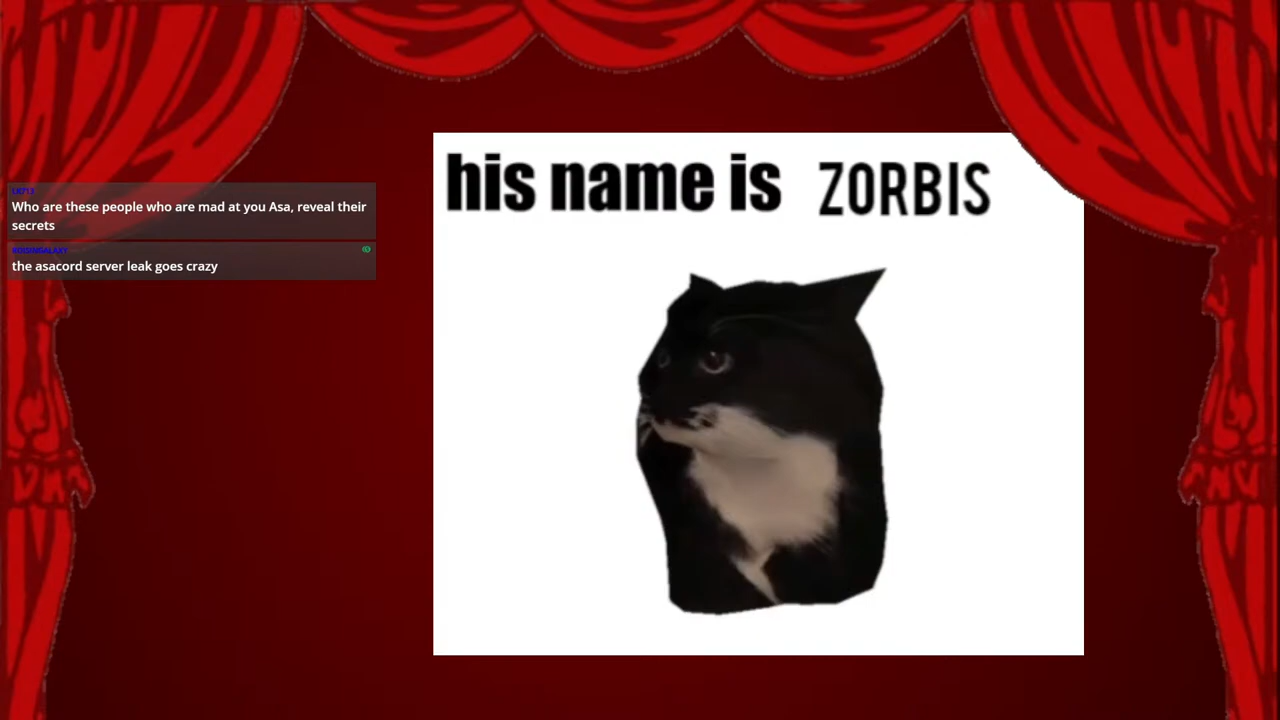 his name is ZORBIS
Who are these people who are mad at you Asa, reveal their
secrets
the asacord server leak goes crazy